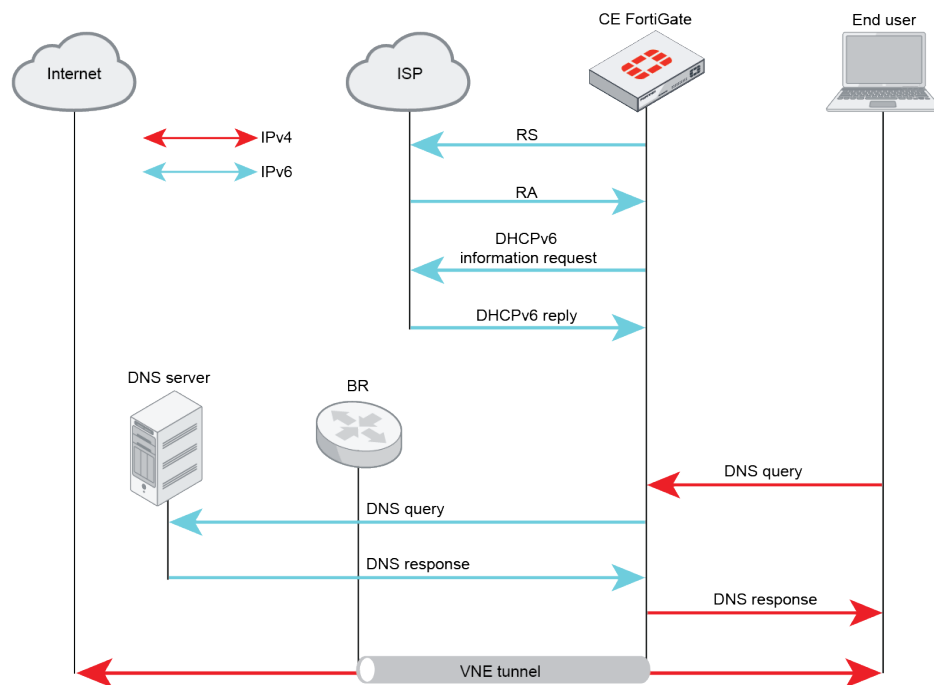 CE FortiGate
End user
Internet
ISP
IPv4
IPv6
RS
RA
DHCPv6
information request
DHCPv6 reply
DNS server
BR
DNS query
DNS query
DNS response
DNS response
VNE tunnel